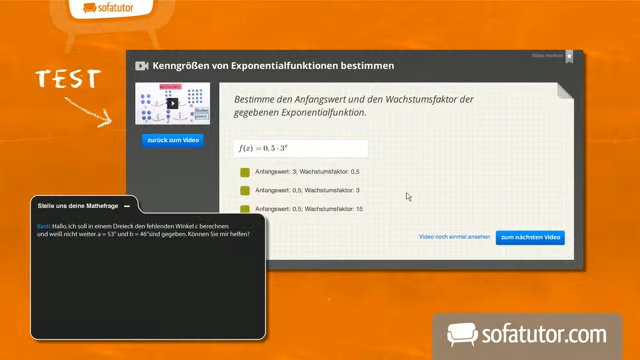 sofatutor
TEST
Kenngrößen von Exponentialfunktionen bestimmen
Bestimme den Anfangswert und den Wachstumsfaktor der
gegebenen Exponentialfunktion.
zurück zum Video
f(x) = 0,5 · 3ˣ
Anfangswert: 3; Wachstumsfaktor: 0,5
Anfangswert: 0,5; Wachstumsfaktor: 3
Anfangswert: 0,5; Wachstumsfaktor: 15
Video noch einmal ansehen
zum nächsten Video
Stelle uns deine Mathefrage
Basti Hallo, ich soll in einem Dreieck den fehlenden Winkel c berechnen
und weiß nicht weiter. a = 53° und b = 46° sind gegeben. Können Sie mir helfen?
sofatutor.com